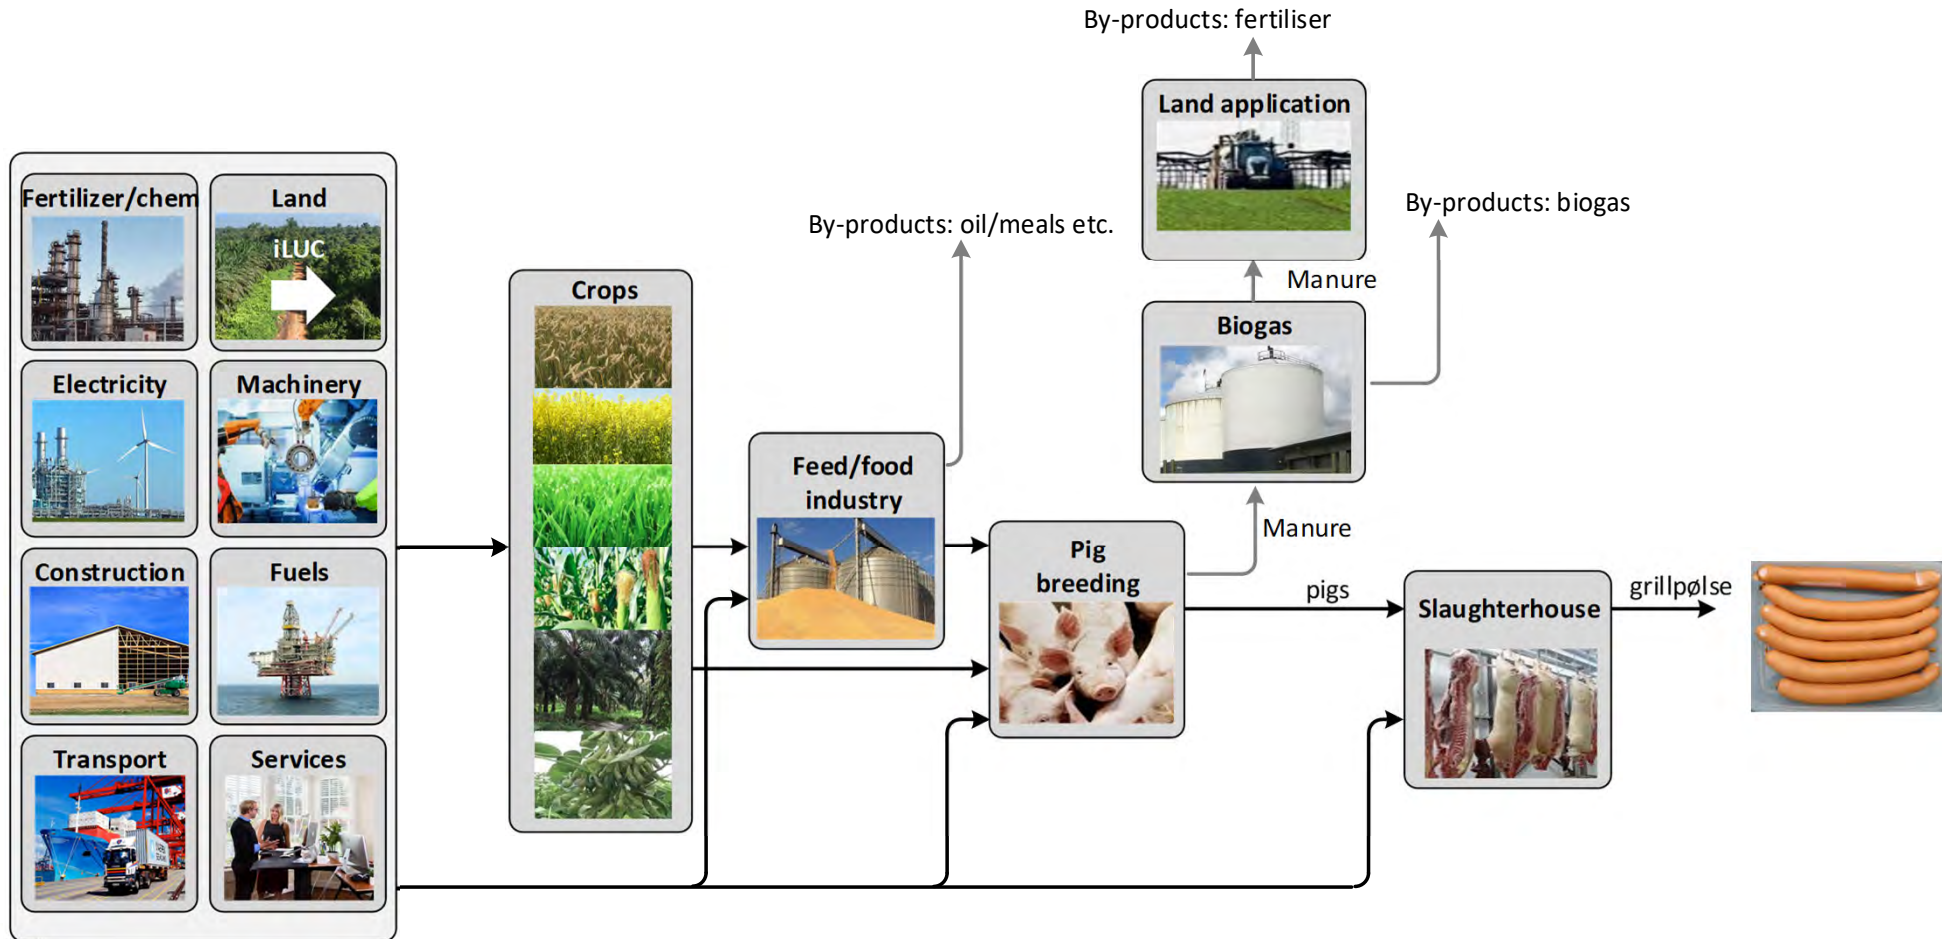 By-products: fertiliser
Land application
Fertilizer/chem
Land
iLUC
By-products: oil/meals etc.
By-products: biogas
Manure
Crops
Biogas
Electricity
Machinery
Feed/food
industry
Manure
Pig
breeding
Construction
Fuels
pigs
Slaughterhouse
grillpølse
Transport
Services